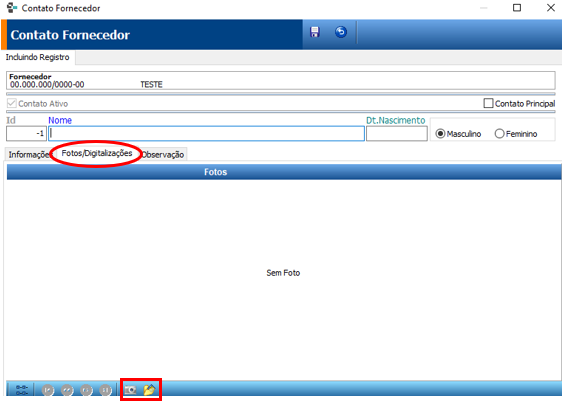 Contato Fornecedor
Contato Fornecedor
Incluindo Registro
Fornecedor
00.000.000/0000-00 TESTE
Contato Ativo Contato Principal
Id Nome Dt.Nascimento
-1 Masculino Feminino
Informações Fotos/Digitalizações Observação
Fotos
Sem Foto